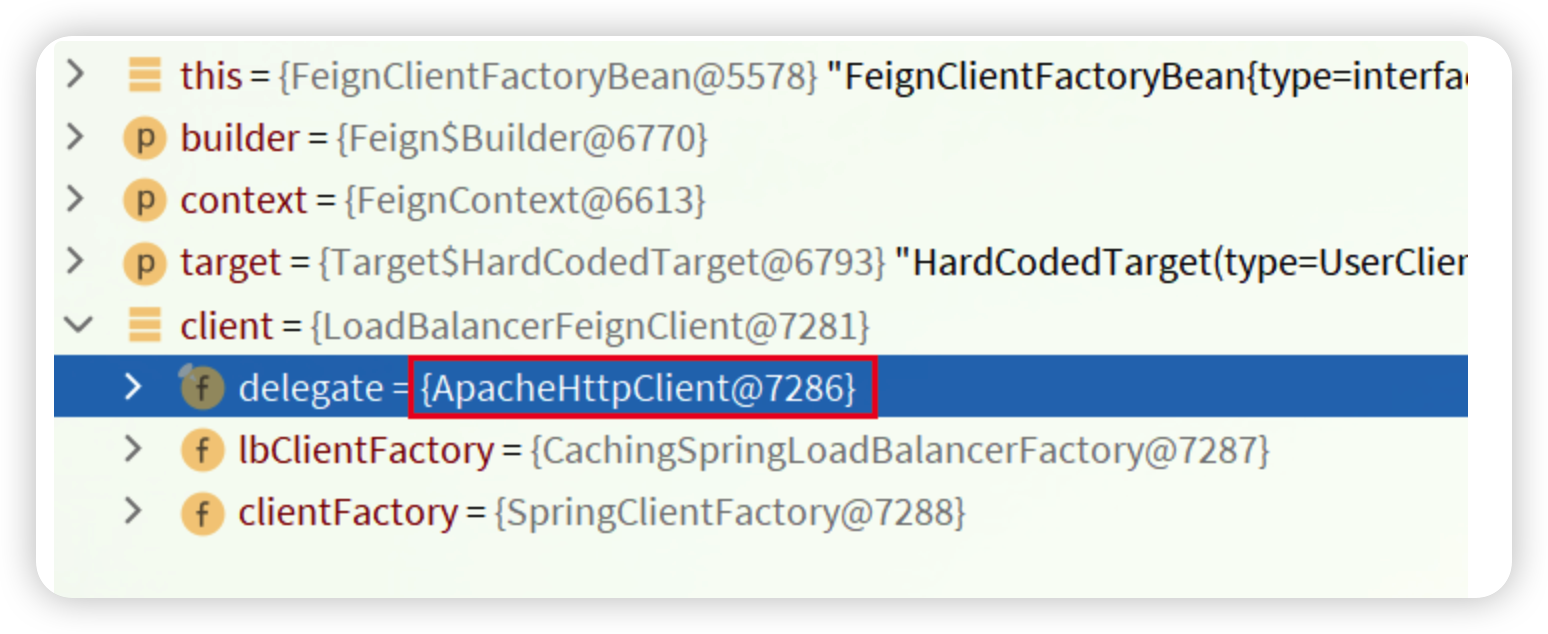 this = {FeignClientFactoryBean@5578} "FeignClientFactoryBean{type=interfa
p builder = {Feign$Builder@6770}
p context = {FeignContext@6613}
p target = {Target$HardCodedTarget@6793} "HardCodedTarget(type=UserClien
client = {LoadBalancerFeignClient@7281}
f delegate = {ApacheHttpClient@7286}
f lbClientFactory = {CachingSpringLoadBalancerFactory@7287}
f clientFactory = {SpringClientFactory@7288}